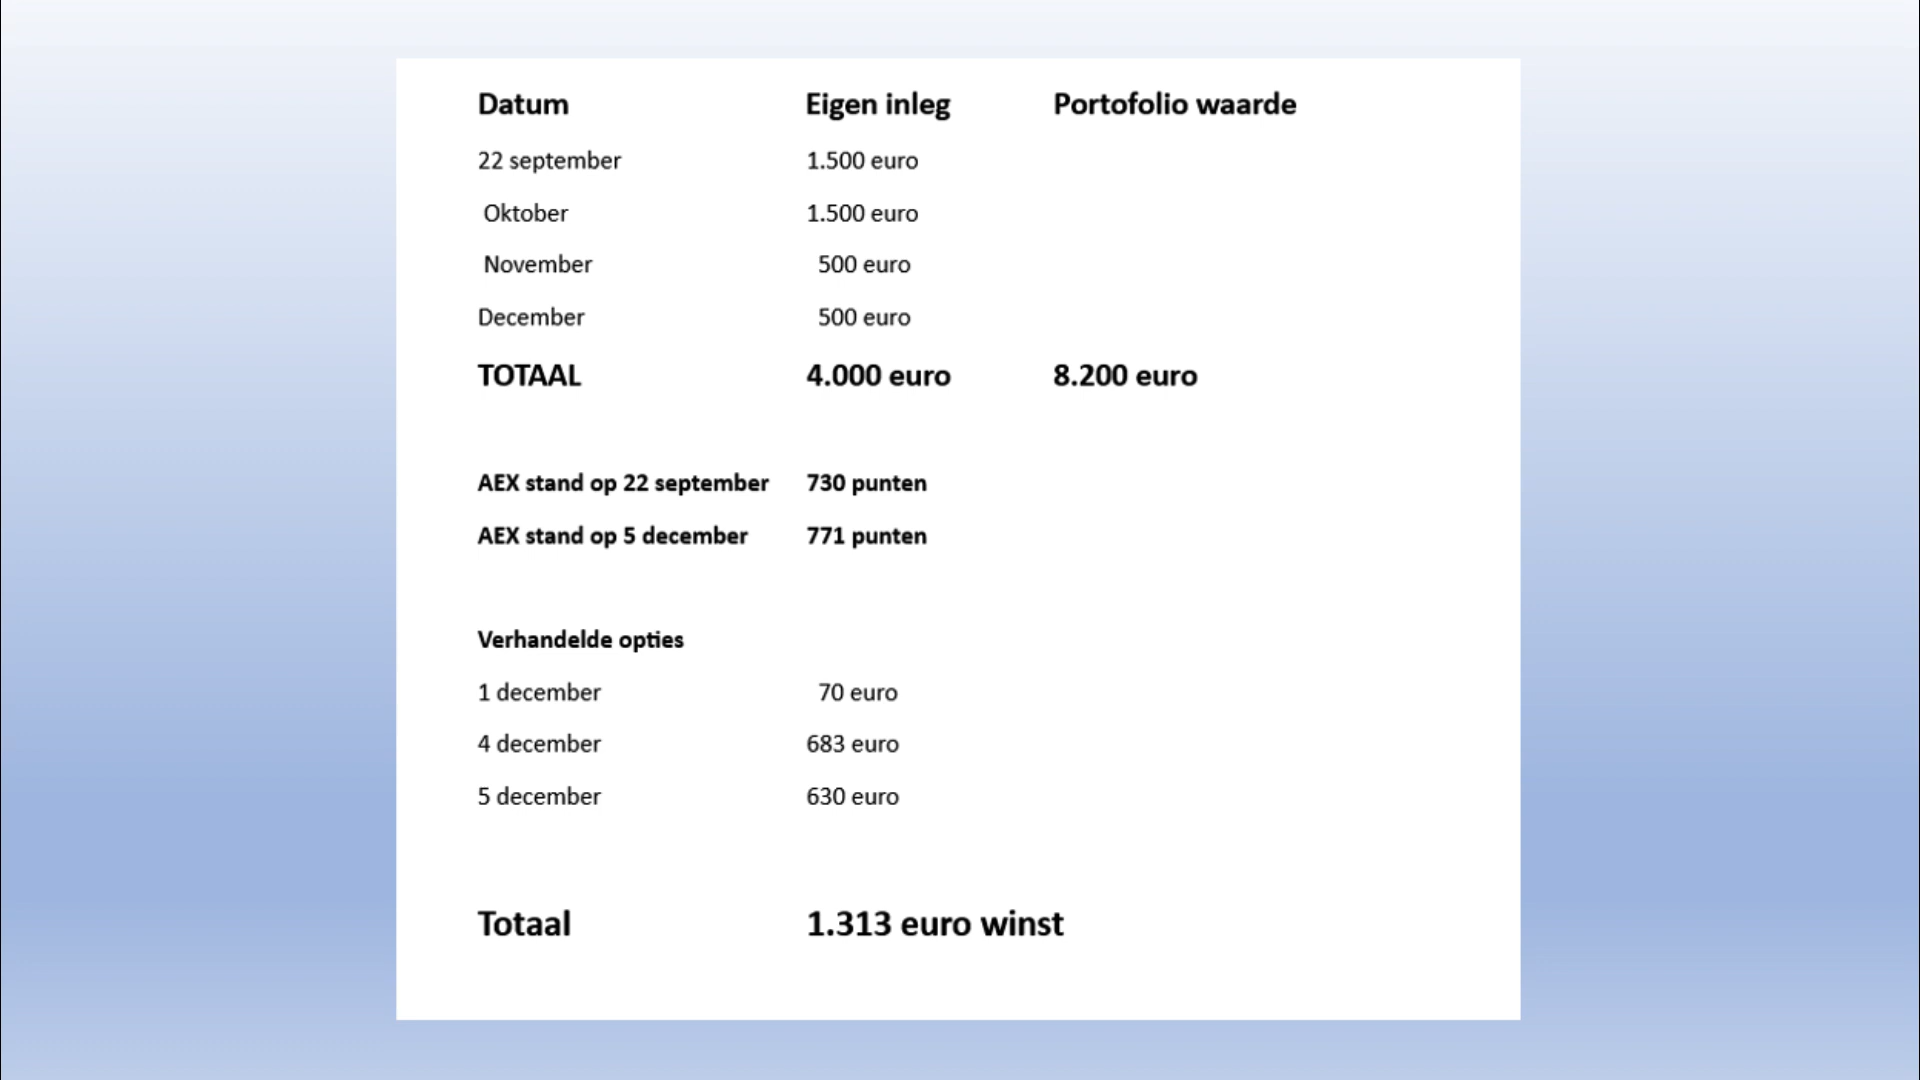 Datum Eigen inleg Portofolio waarde
22 september 1.500 euro
Oktober 1.500 euro
November 500 euro
December 500 euro
TOTAAL 4.000 euro 8.200 euro
AEX stand op 22 september 730 punten
AEX stand op 5 december 771 punten
Verhandelde opties
1 december 70 euro
4 december 683 euro
5 december 630 euro
Totaal 1.313 euro winst